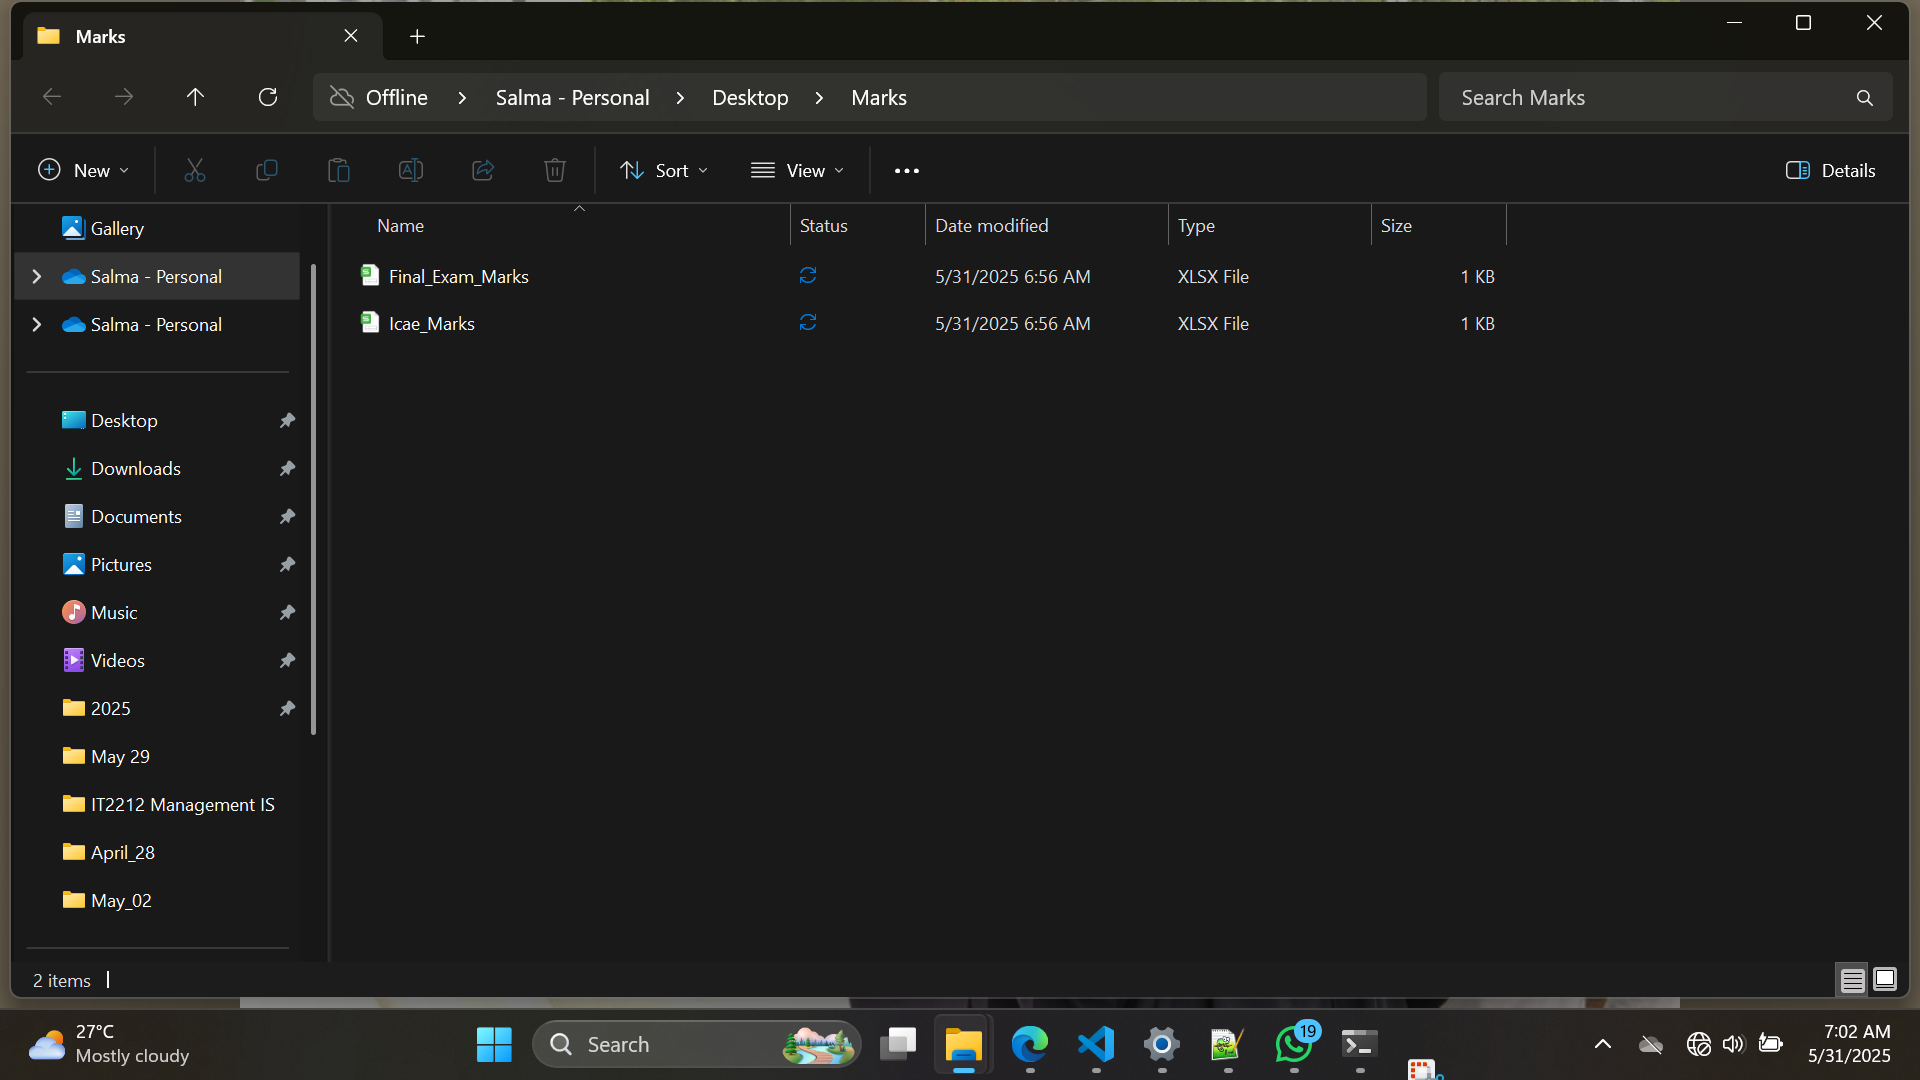 Marks
Offline > Salma - Personal > Desktop > Marks
Search Marks
New
Sort
View
Details
Gallery
Salma - Personal
Salma - Personal
Desktop
Downloads
Documents
Pictures
Music
Videos
2025
May 29
IT2212 Management IS
April_28
May_02
Name Status Date modified Type Size
Final_Exam_Marks 5/31/2025 6:56 AM XLSX File 1 KB
Icae_Marks 5/31/2025 6:56 AM XLSX File 1 KB
2 items
27°C
Mostly cloudy
Search
19
7:02 AM
5/31/2025